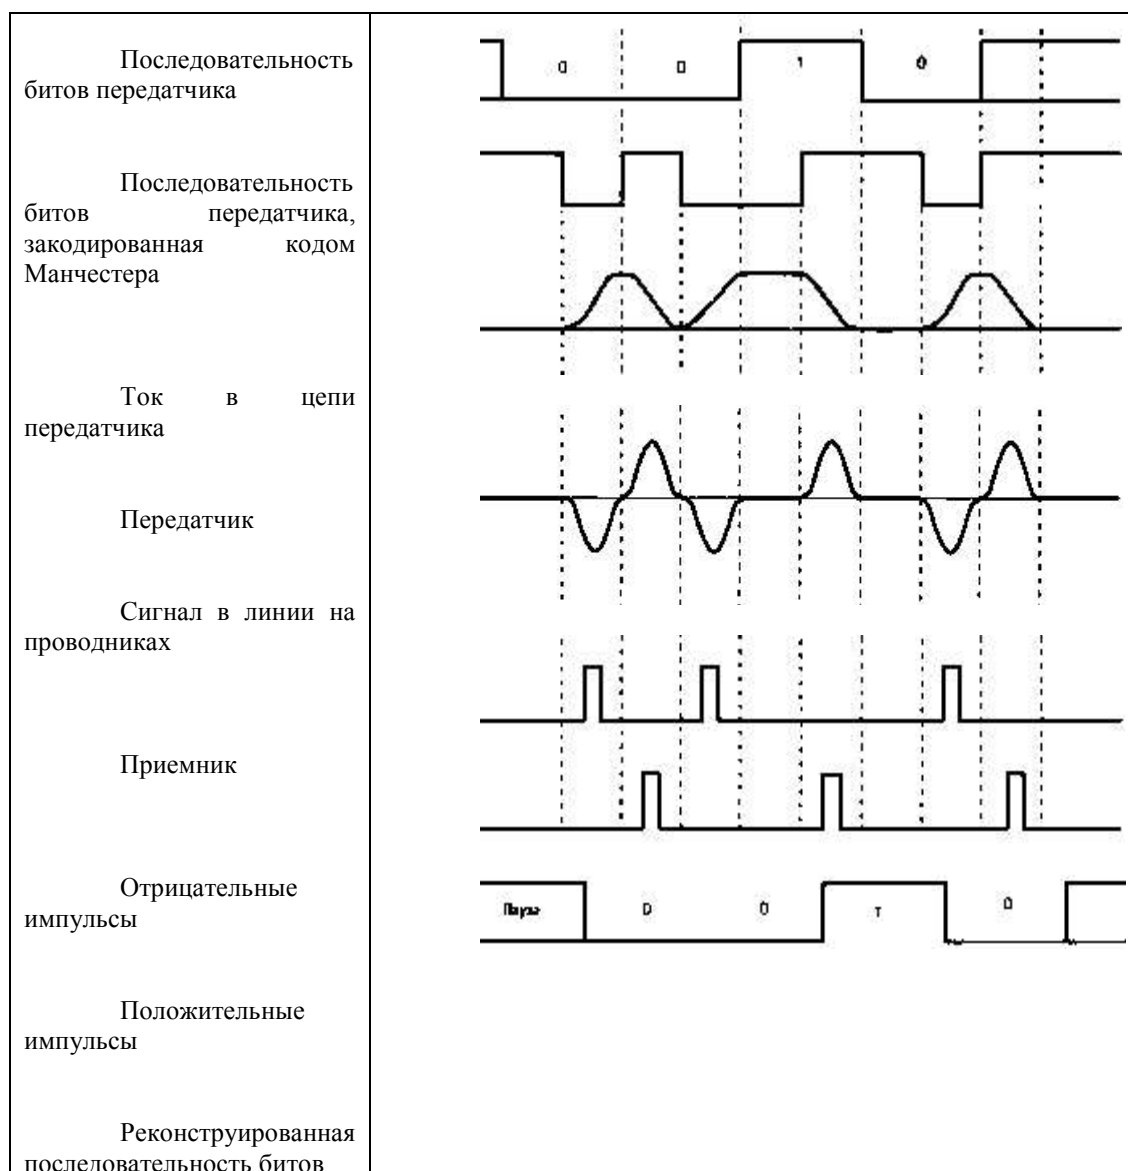 Последовательность
битов передатчика
0 0 1 0
Последовательность
битов передатчика,
закодированная кодом
Манчестера
Ток в цепи
передатчика
Передатчик
Сигнал в линии на
проводниках
Приемник
Отрицательные
импульсы
Пауза D 0 1 0
Положительные
импульсы
Реконструированная
последовательность битов